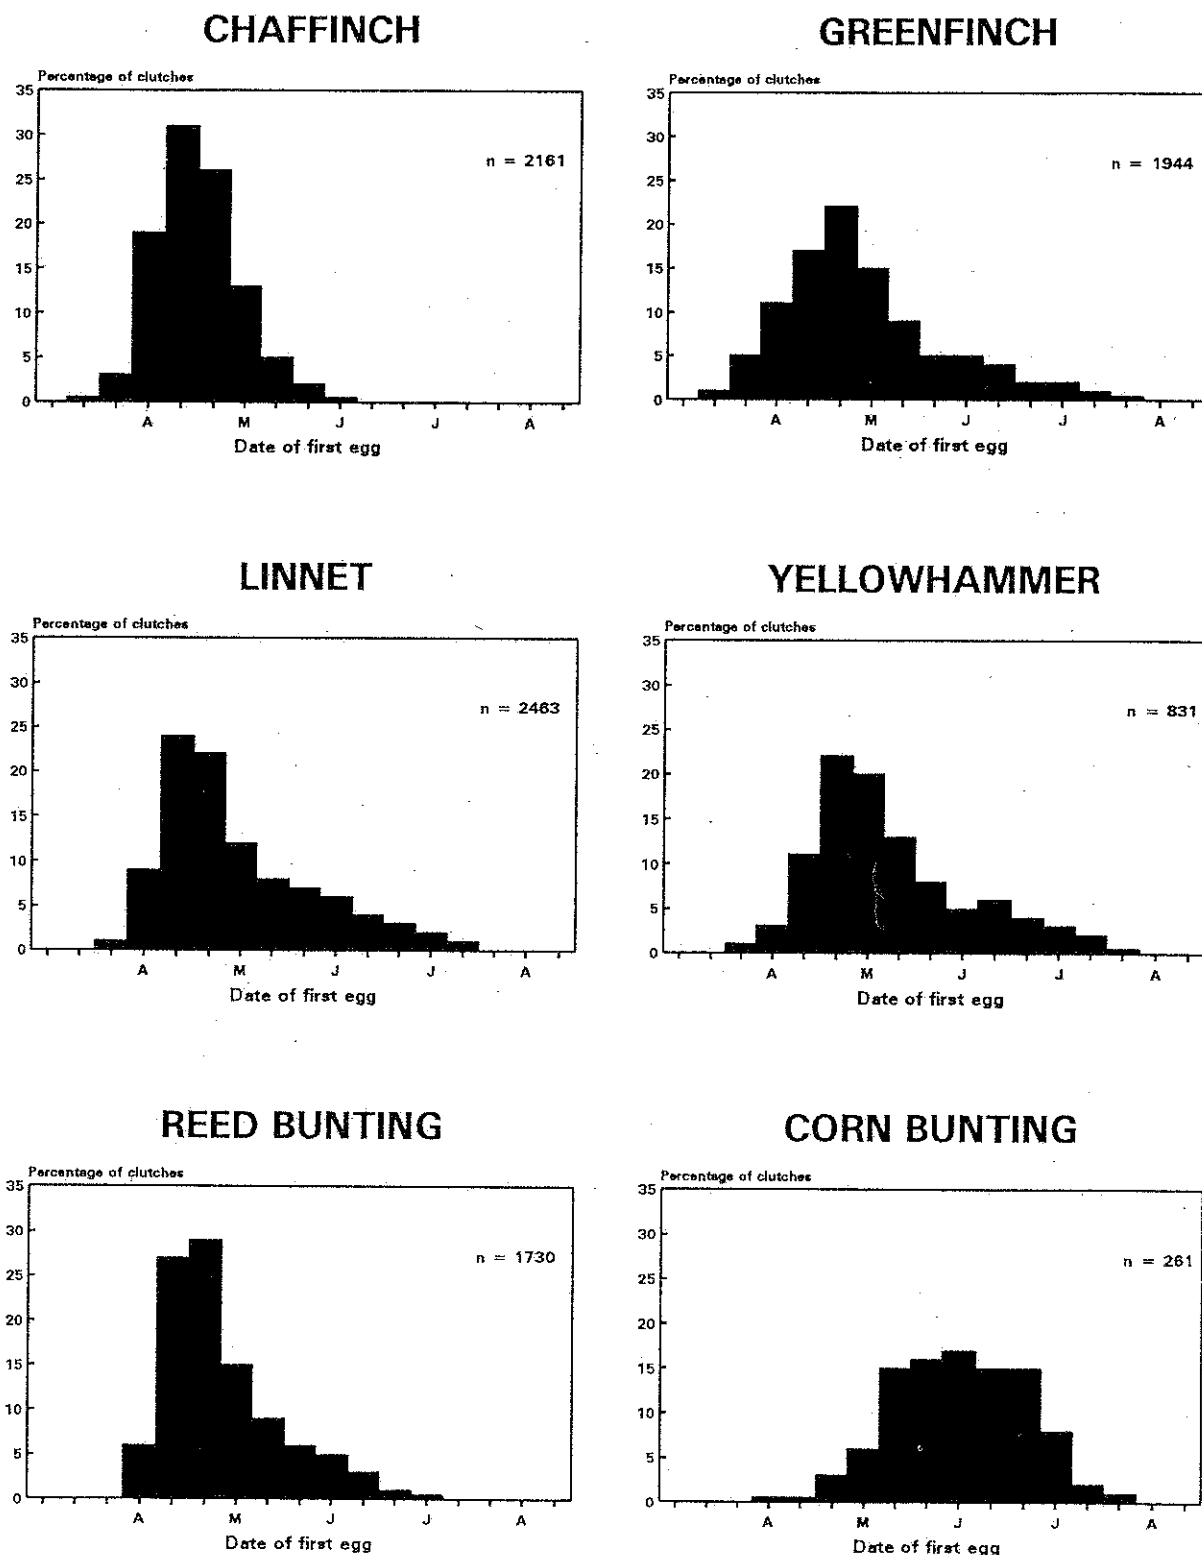 CHAFFINCH
Percentage of clutches
35
30
25
20
15
10
5
0
n = 2161
A M J J A
Date of first egg
GREENFINCH
Percentage of clutches
35
30
25
20
15
10
5
0
n = 1944
A M J J A
Date of first egg
LINNET
Percentage of clutches
35
30
25
20
15
10
5
0
n = 2463
A M J J A
Date of first egg
YELLOWHAMMER
Percentage of clutches
35
30
25
20
15
10
5
0
n = 831
A M J J A
Date of first egg
REED BUNTING
Percentage of clutches
35
30
25
20
15
10
5
0
n = 1730
A M J J A
Date of first egg
CORN BUNTING
Percentage of clutches
35
30
25
20
15
10
5
0
n = 261
A M J J A
Date of first egg